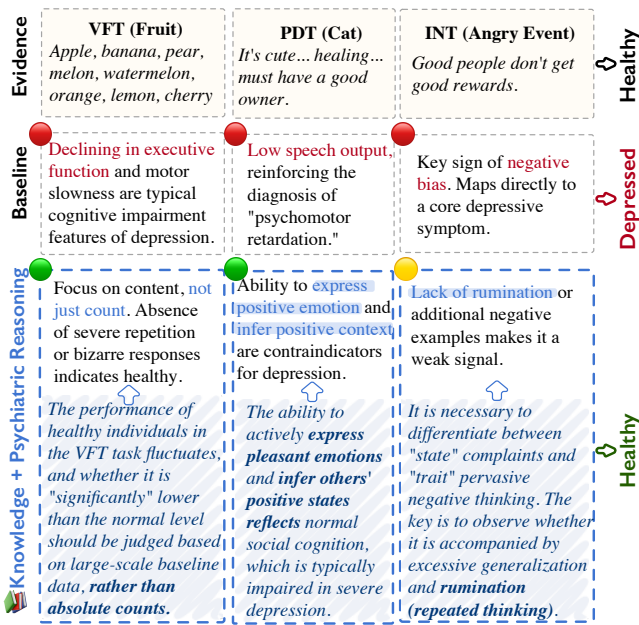 Evidence
VFT (Fruit)
Apple, banana, pear,
melon, watermelon,
orange, lemon, cherry
PDT (Cat)
It's cute... healing...
must have a good
owner.
INT (Angry Event)
Good people don't get
good rewards.
Healthy
Baseline
Declining in executive
function and motor
slowness are typical
cognitive impairment
features of depression.
Low speech output,
reinforcing the
diagnosis of
"psychomotor
retardation."
Key sign of negative
bias. Maps directly to
a core depressive
symptom.
Depressed
Knowledge + Psychiatric Reasoning
Focus on content, not
just count. Absence
of severe repetition
or bizarre responses
indicates healthy.
The performance of
healthy individuals in
the VFT task fluctuates,
and whether it is
"significantly" lower
than the normal level
should be judged based
on large-scale baseline
data, rather than
absolute counts.
Ability to express
positive emotion and
infer positive context
are contraindicators
for depression.
The ability to
actively express
pleasant emotions
and infer others'
positive states
reflects normal
social cognition,
which is typically
impaired in severe
depression.
Lack of rumination or
additional negative
examples makes it a
weak signal.
It is necessary to
differentiate between
"state" complaints and
"trait" pervasive
negative thinking. The
key is to observe whether
it is accompanied by
excessive generalization
and rumination
(repeated thinking).
Healthy